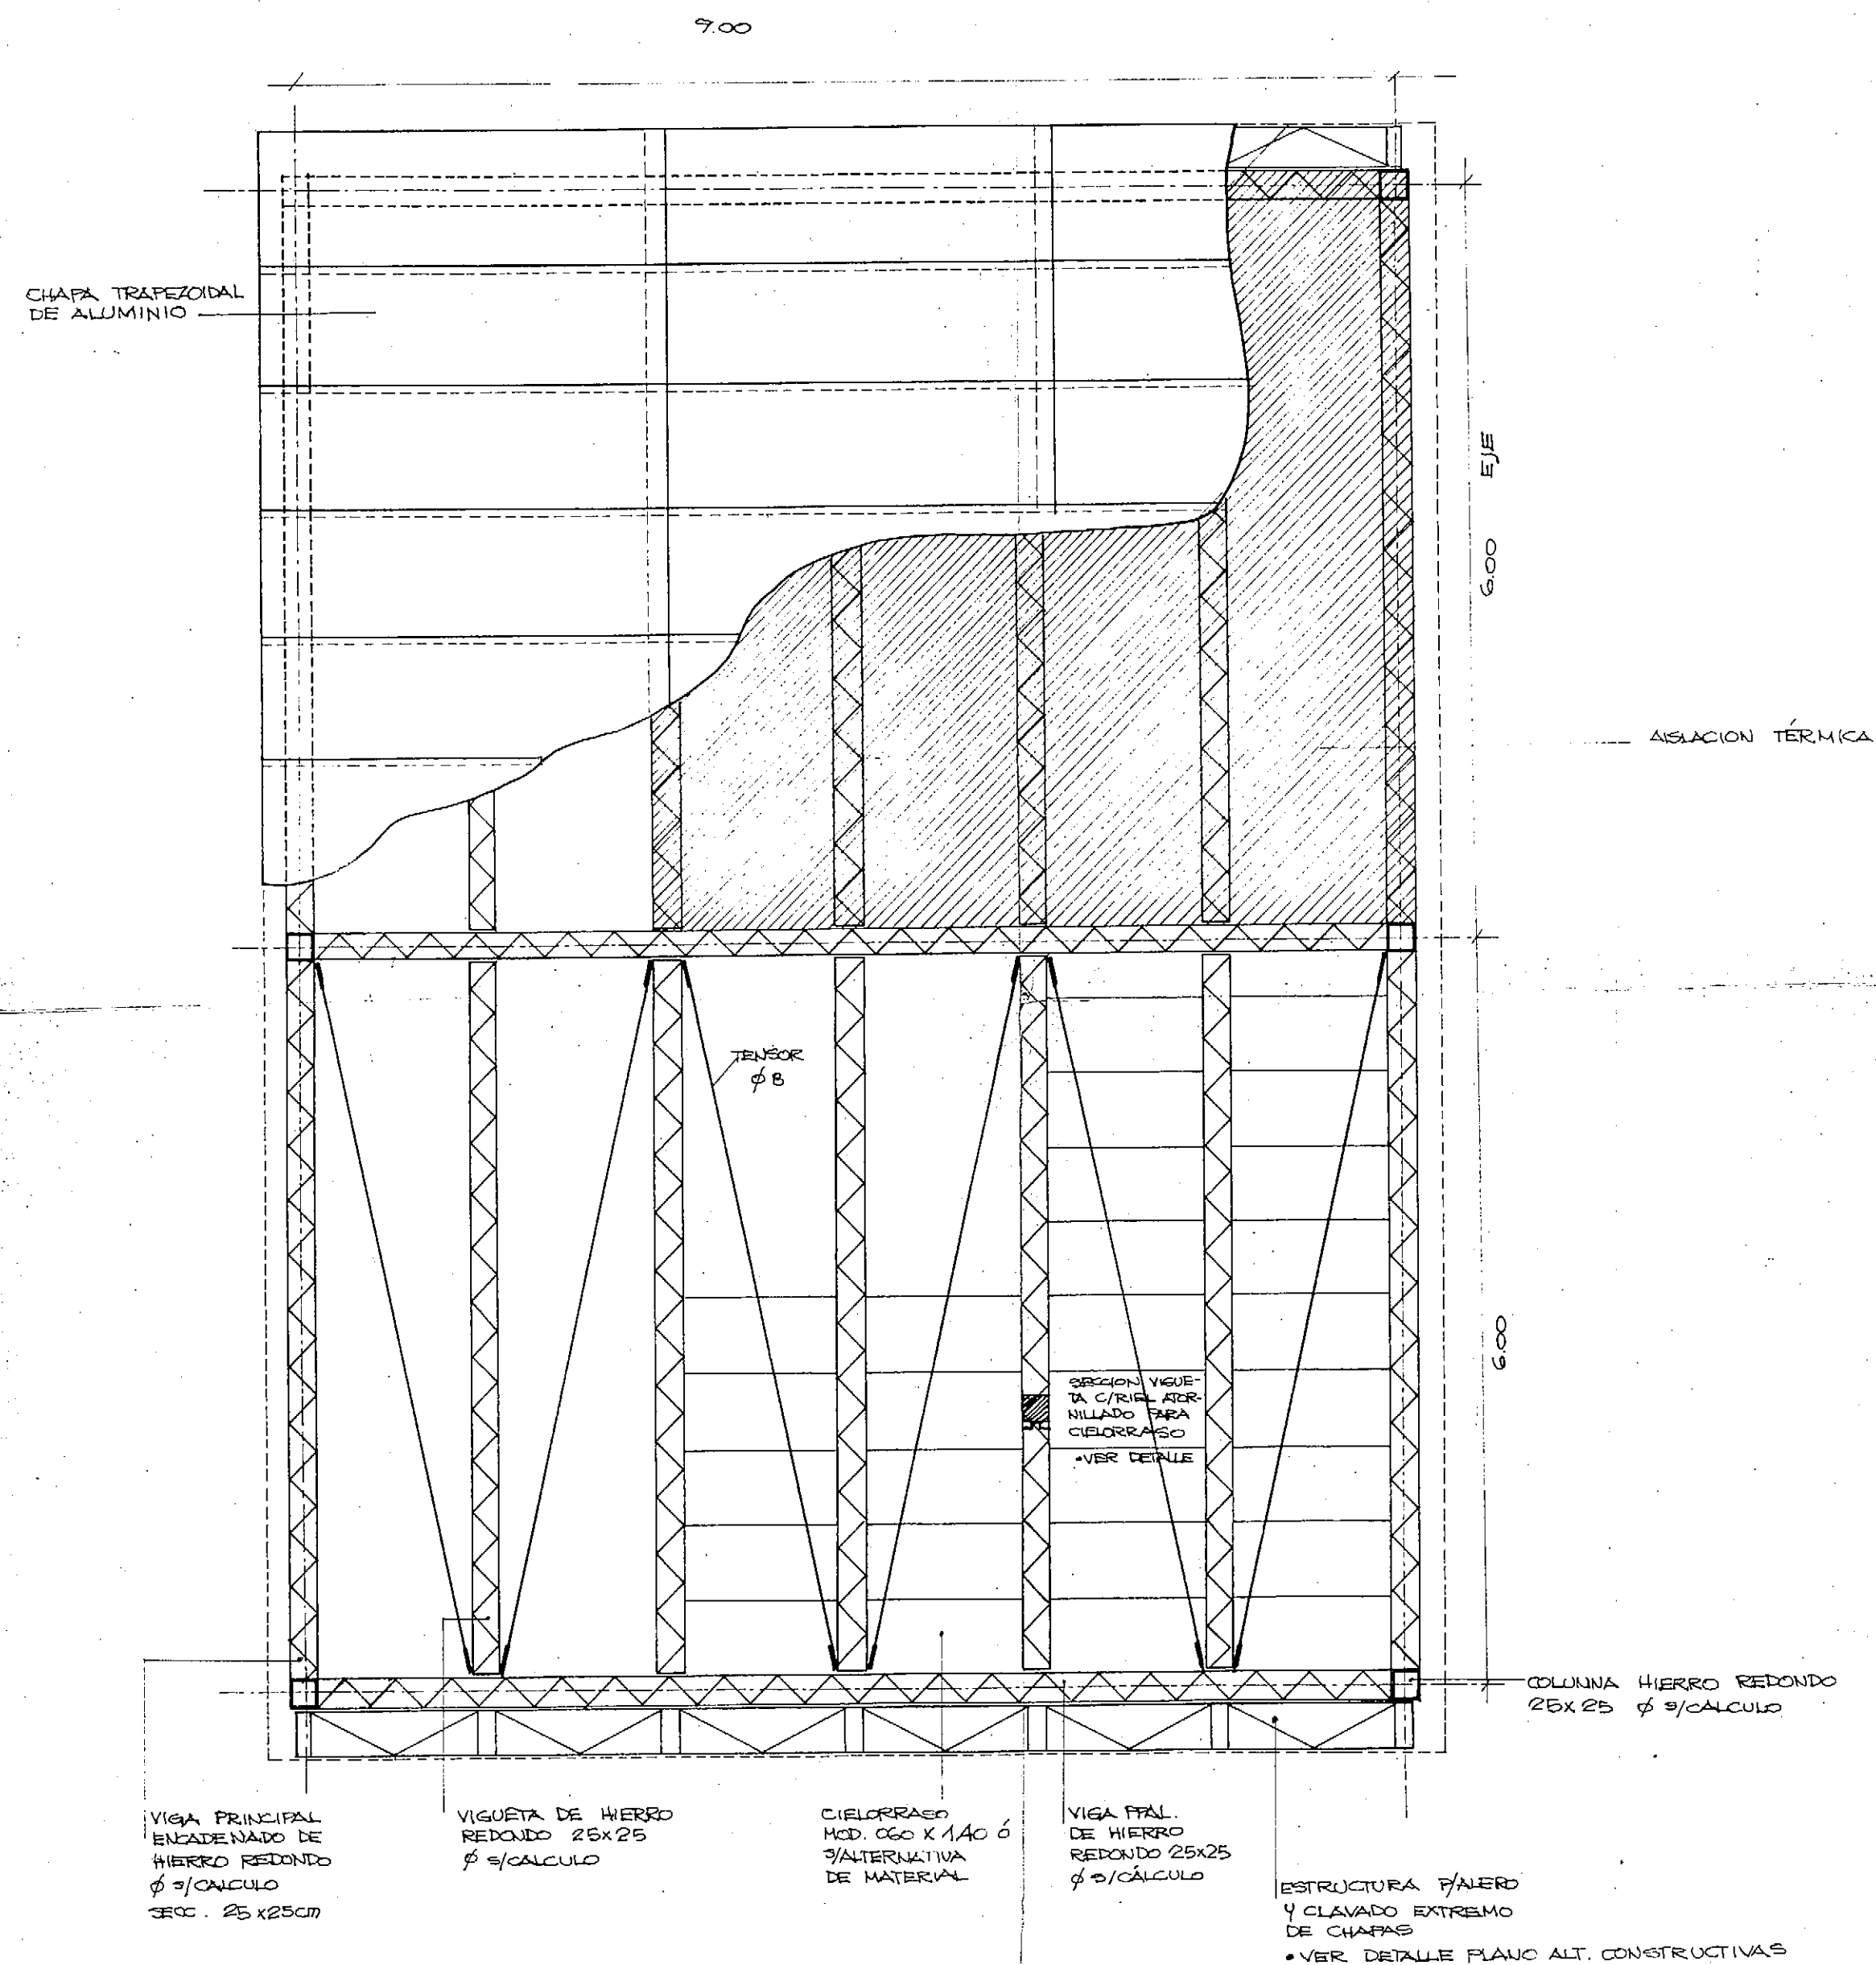 9.00
CHAPA TRAPEZOIDAL
DE ALUMINIO
6.00 EJE
AISLACION TÉRMICA
TENSOR
φ 8
6.00
SECCION VIGUE-
TA C/RIEL ATOR-
NILLADO PARA
CIELORRASO
•VER DETALLE
COLUNNA HIERRO REDONDO
25X25 φ S/CALCULO
VIGA PRINCIPAL
ENCADENADO DE
HIERRO REDONDO
φ S/CALCULO
SECC. 25x25cm
VIGUETA DE HIERRO
REDONDO 25x25
φ S/CALCULO
CIELORRASO
MOD. 060 X 1.40 ó
S/ALTERNATIVA
DE MATERIAL
VIGA PPAL.
DE HIERRO
REDONDO 25x25
φ S/CÁLCULO
ESTRUCTURA P/ALERO
Y CLAVADO EXTREMO
DE CHAPAS
• VER DETALLE PLANO ALT. CONSTRUCTIVAS